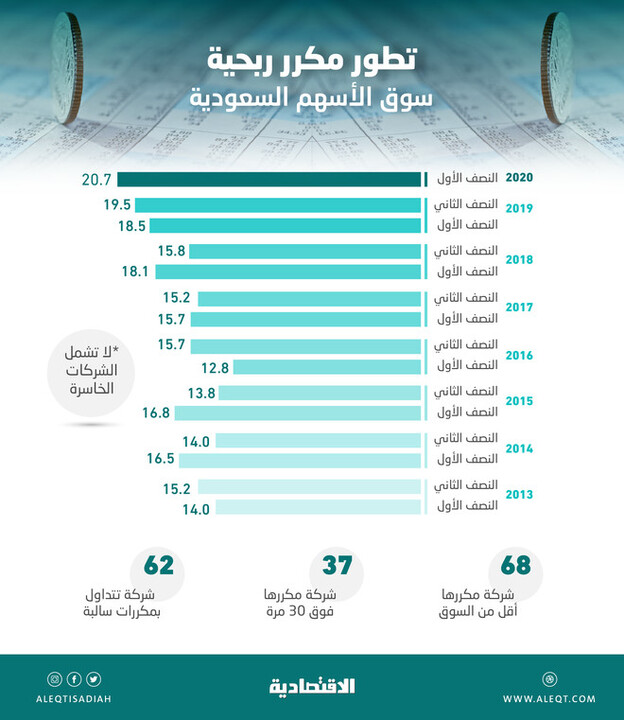 تطور مكرر ربحية
سوق الأسهم السعودية
2020 النصف الأول 20.7
2019 النصف الثاني 19.5
النصف الأول 18.5
2018 النصف الثاني 15.8
النصف الأول 18.1
2017 النصف الثاني 15.2
النصف الأول 15.7
2016 النصف الثاني 15.7
النصف الأول 12.8
2015 النصف الثاني 13.8
النصف الأول 16.8
2014 النصف الثاني 14.0
النصف الأول 16.5
2013 النصف الثاني 15.2
النصف الأول 14.0
*لا تشمل
الشركات
الخاسرة
68
شركة مكررها
أقل من السوق
37
شركة مكررها
فوق 30 مرة
62
شركة تتداول
بمكررات سالبة
WWW.ALEQT.COM
الاقتصادية
ALEQTISADIAH